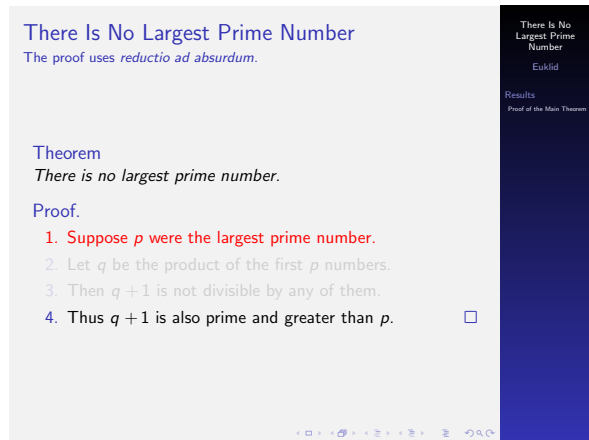 There Is No Largest Prime Number
The proof uses reductio ad absurdum.
Theorem
There is no largest prime number.
Proof.
1. Suppose p were the largest prime number.
2. Let q be the product of the first p numbers.
3. Then q + 1 is not divisible by any of them.
4. Thus q + 1 is also prime and greater than p.
There Is No
Largest Prime
Number
Euklid
Results
Proof of the Main Theorem